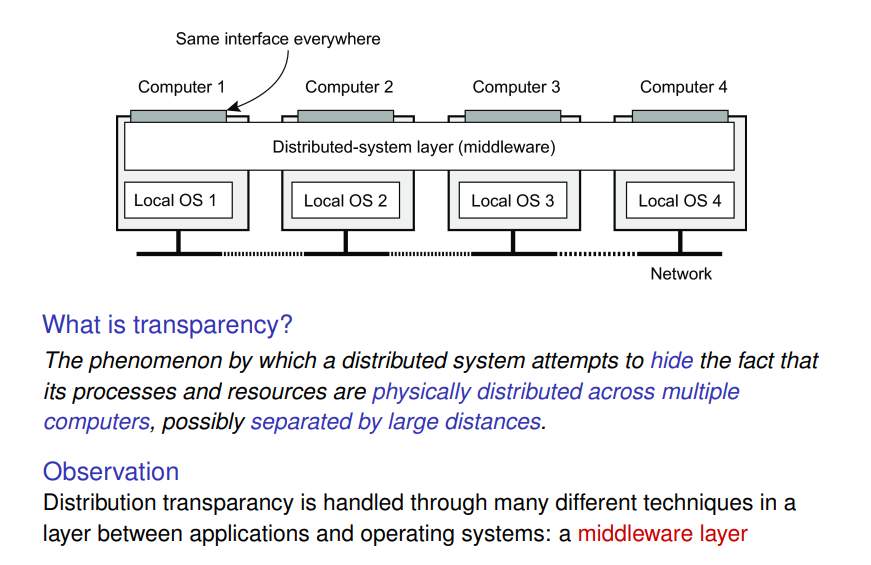 Same interface everywhere
Computer 1 Computer 2 Computer 3 Computer 4
Distributed-system layer (middleware)
Local OS 1 Local OS 2 Local OS 3 Local OS 4
Network
What is transparency?
The phenomenon by which a distributed system attempts to hide the fact that
its processes and resources are physically distributed across multiple
computers, possibly separated by large distances.
Observation
Distribution transparancy is handled through many different techniques in a
layer between applications and operating systems: a middleware layer